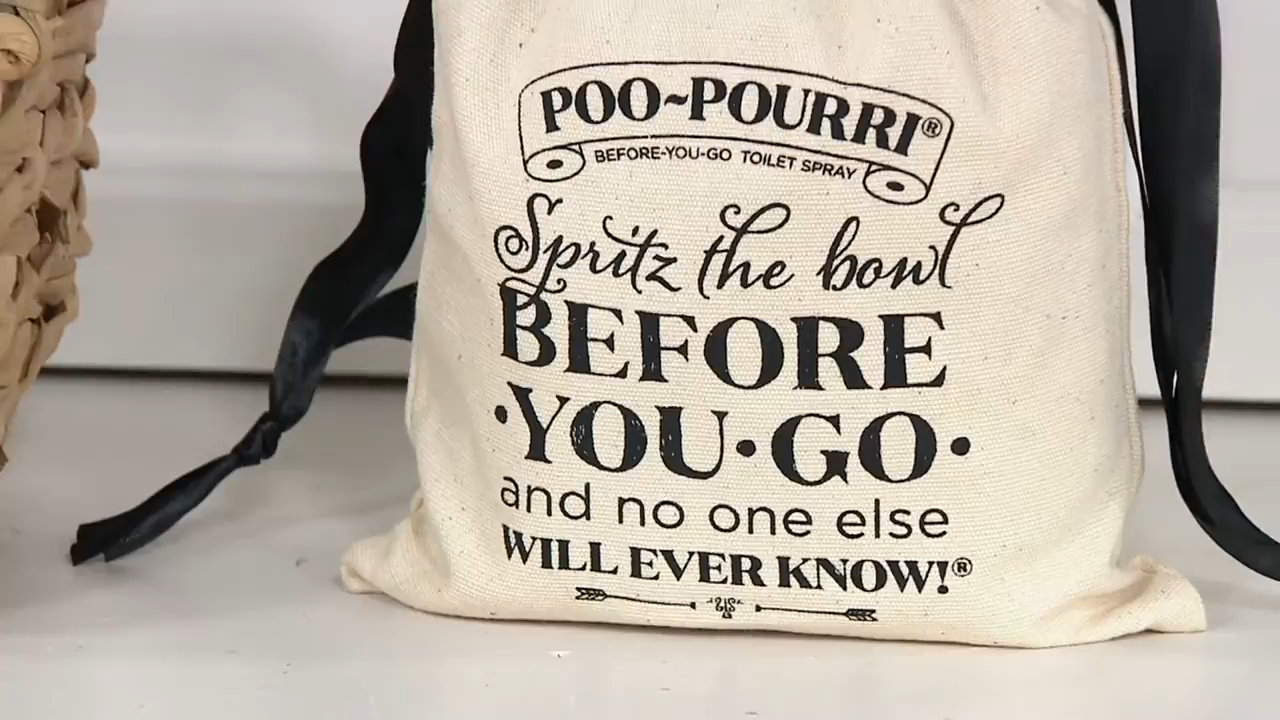 POO~POURRI®
BEFORE-YOU-GO TOILET SPRAY
Spritz the bowl
BEFORE
·YOU·GO·
and no one else
WILL EVER KNOW!®